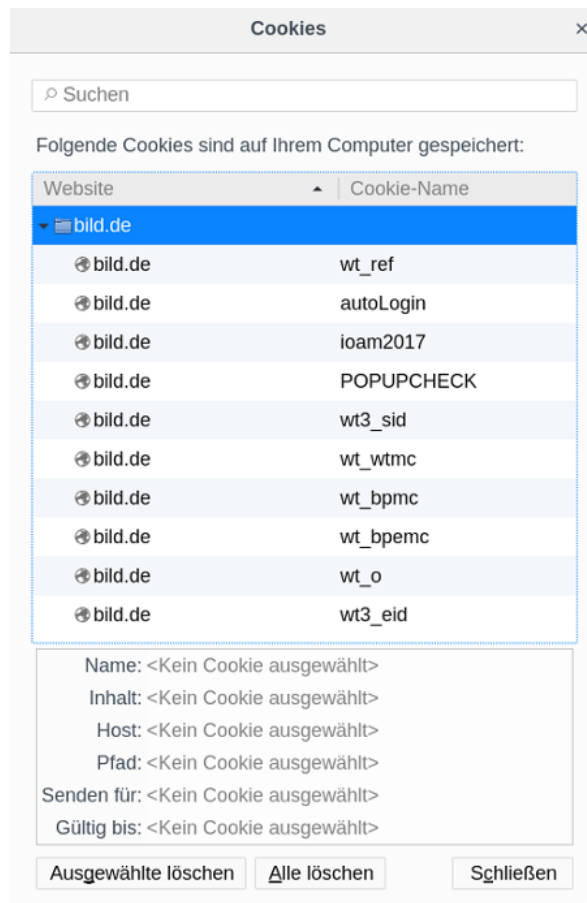 Cookies
Suchen
Folgende Cookies sind auf Ihrem Computer gespeichert:
Website Cookie-Name
bild.de
bild.de wt_ref
bild.de autoLogin
bild.de ioam2017
bild.de POPUPCHECK
bild.de wt3_sid
bild.de wt_wtmc
bild.de wt_bpmc
bild.de wt_bpemc
bild.de wt_o
bild.de wt3_eid
Name: <Kein Cookie ausgewählt>
Inhalt: <Kein Cookie ausgewählt>
Host: <Kein Cookie ausgewählt>
Pfad: <Kein Cookie ausgewählt>
Senden für: <Kein Cookie ausgewählt>
Gültig bis: <Kein Cookie ausgewählt>
Ausgewählte löschen Alle löschen Schließen